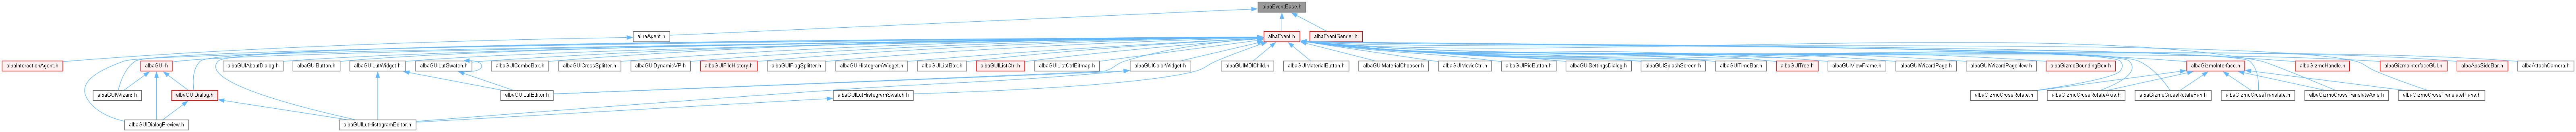 albaEventBase.h
albaAgent.h
albaEvent.h
albaEventSender.h
albaInteractionAgent.h
albaGUI.h
albaGUIAboutDialog.h
albaGUIButton.h
albaGUILutWidget.h
albaGUILutSwatch.h
albaGUIComboBox.h
albaGUICrossSplitter.h
albaGUIDynamicVP.h
albaGUIFileHistory.h
albaGUIFlagSplitter.h
albaGUIHistogramWidget.h
albaGUIListBox.h
albaGUIListCtrl.h
albaGUIListCtrlBitmap.h
albaGUIColorWidget.h
albaGUIMDIChild.h
albaGUIMaterialButton.h
albaGUIMaterialChooser.h
albaGUIMovieCtrl.h
albaGUIPicButton.h
albaGUISettingsDialog.h
albaGUISplashScreen.h
albaGUITimeBar.h
albaGUITree.h
albaGUIViewFrame.h
albaGUIWizardPage.h
albaGUIWizardPageNew.h
albaGizmoBoundingBox.h
albaGizmoInterface.h
albaGizmoHandle.h
albaGizmoInterfaceGUI.h
albaAbsSideBar.h
albaAttachCamera.h
albaGUIWizard.h
albaGUIDialog.h
albaGUILutEditor.h
albaGUILutHistogramSwatch.h
albaGizmoCrossRotate.h
albaGizmoCrossRotateAxis.h
albaGizmoCrossRotateFan.h
albaGizmoCrossTranslate.h
albaGizmoCrossTranslateAxis.h
albaGizmoCrossTranslatePlane.h
albaGUIDialogPreview.h
albaGUILutHistogramEditor.h